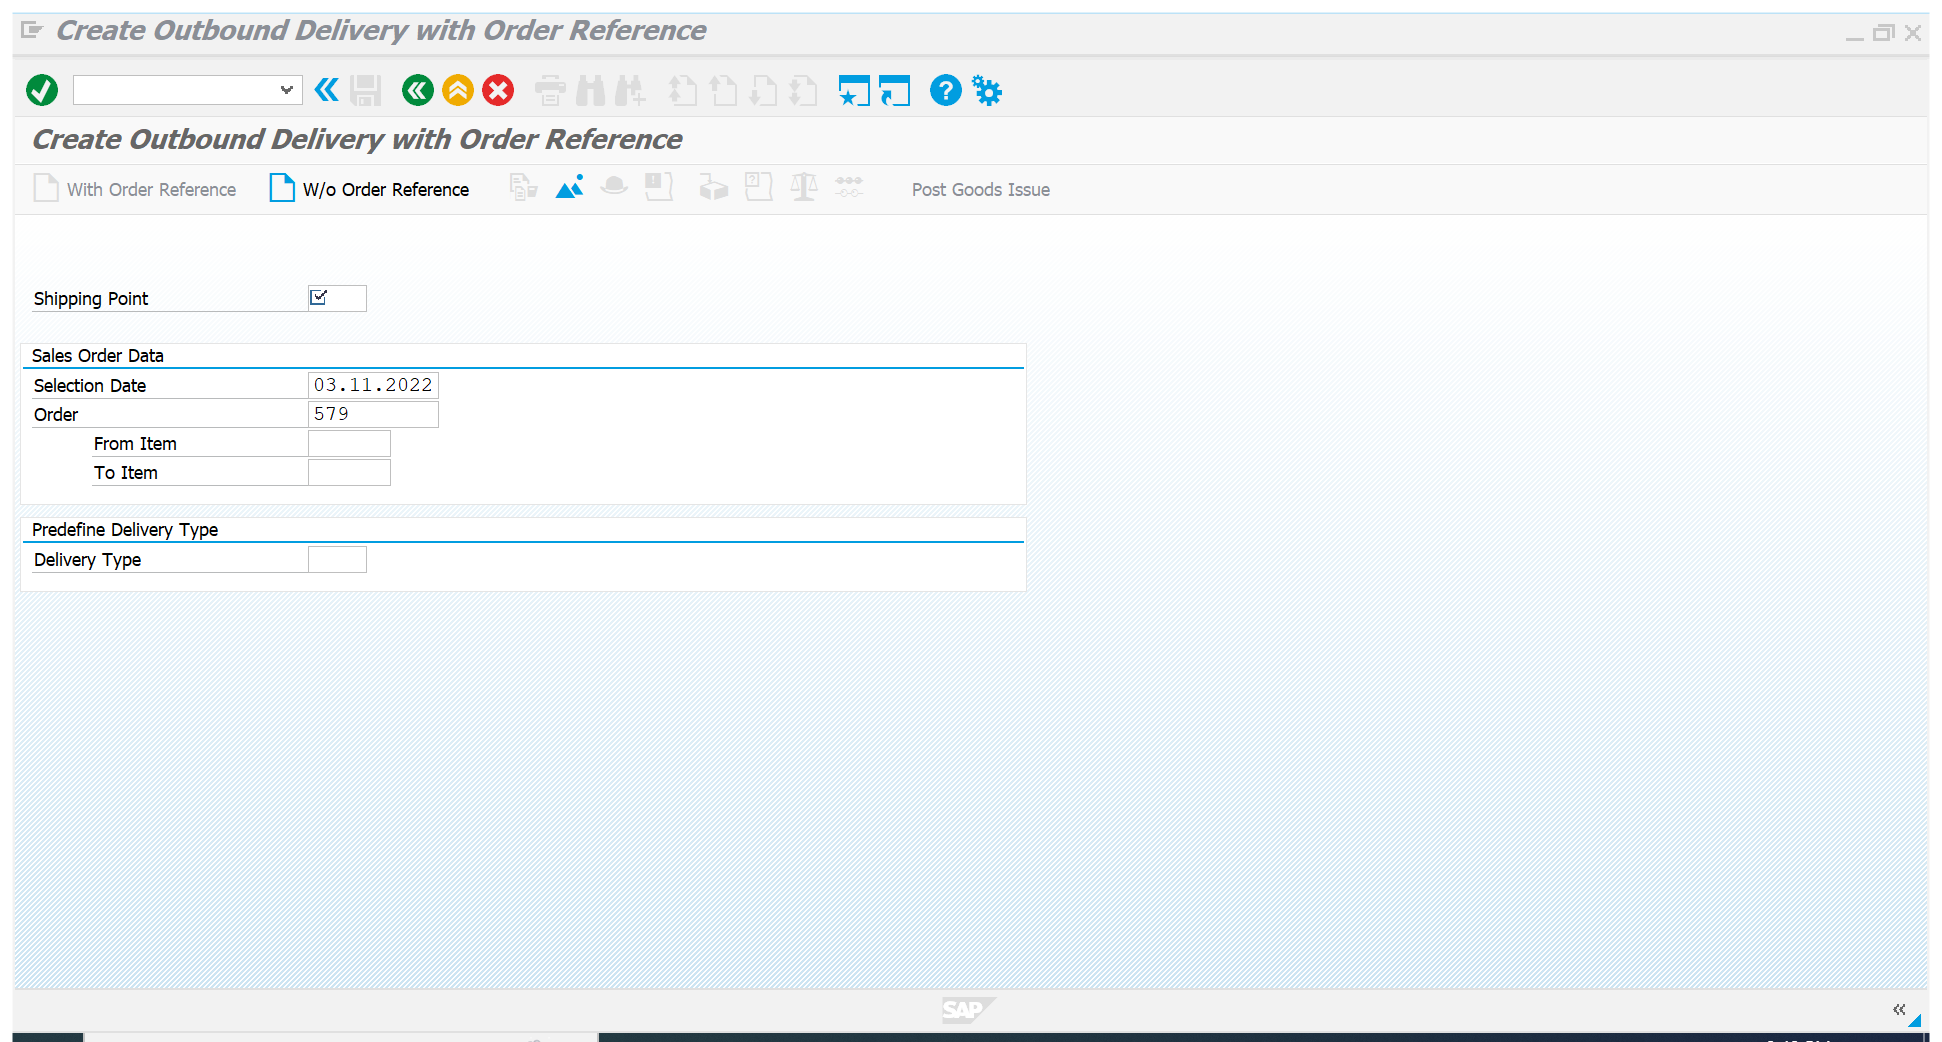 Create Outbound Delivery with Order Reference
Create Outbound Delivery with Order Reference
With Order Reference W/o Order Reference Post Goods Issue
Shipping Point
Sales Order Data
Selection Date 03.11.2022
Order 579
From Item
To Item
Predefine Delivery Type
Delivery Type
SAP